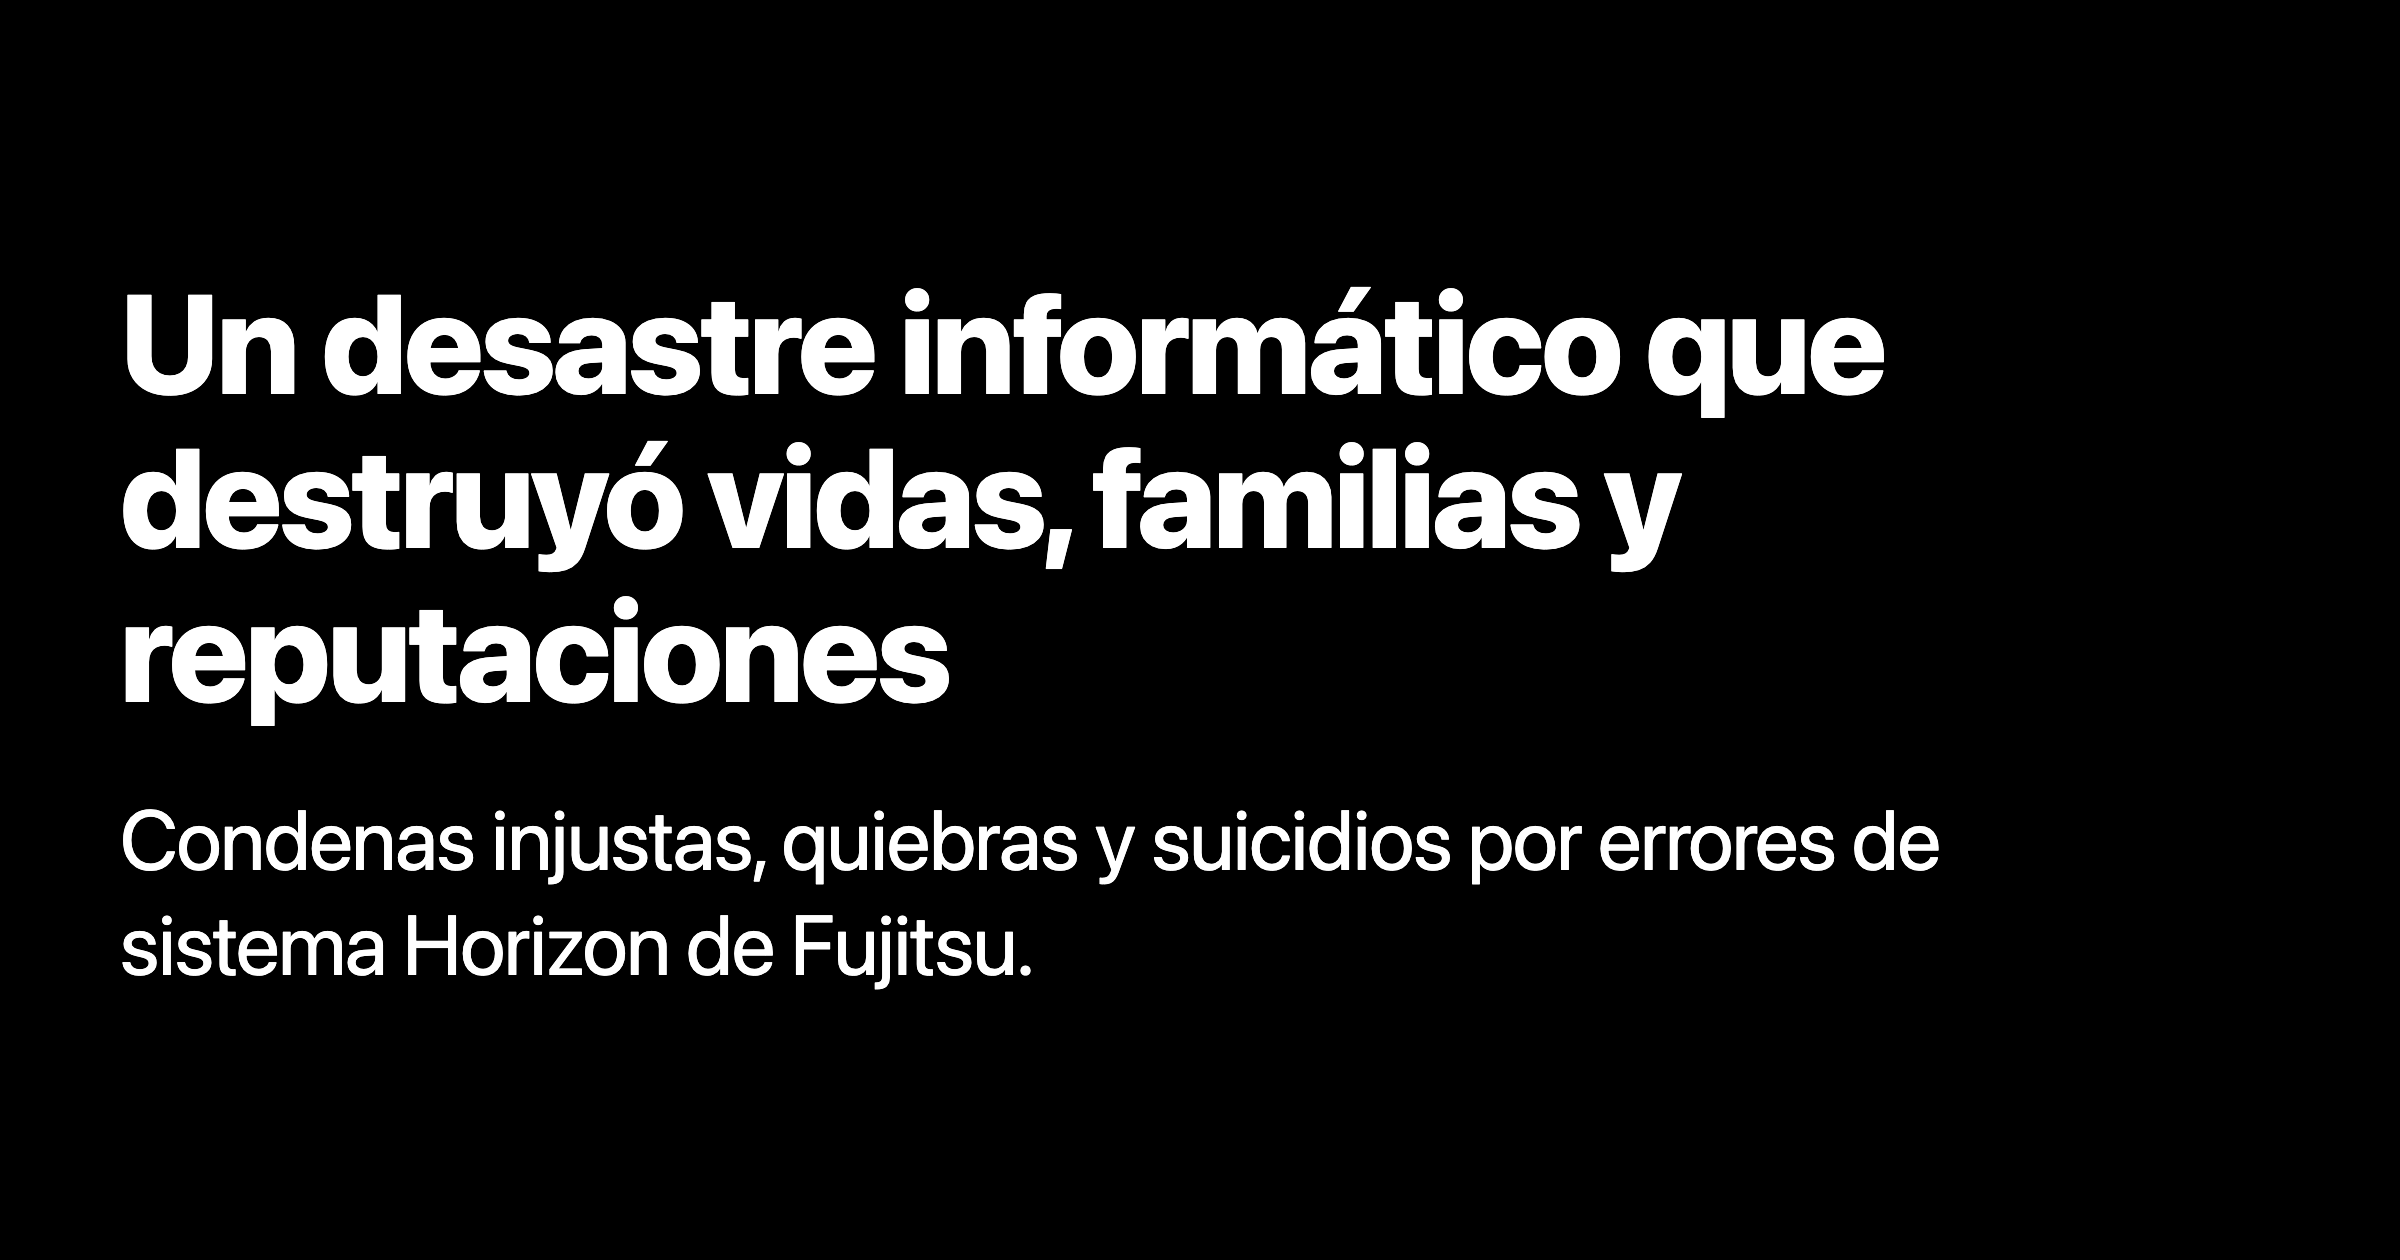 Un desastre informático que
destruyó vidas, familias y
reputaciones
Condenas injustas, quiebras y suicidios por errores de
sistema Horizon de Fujitsu.